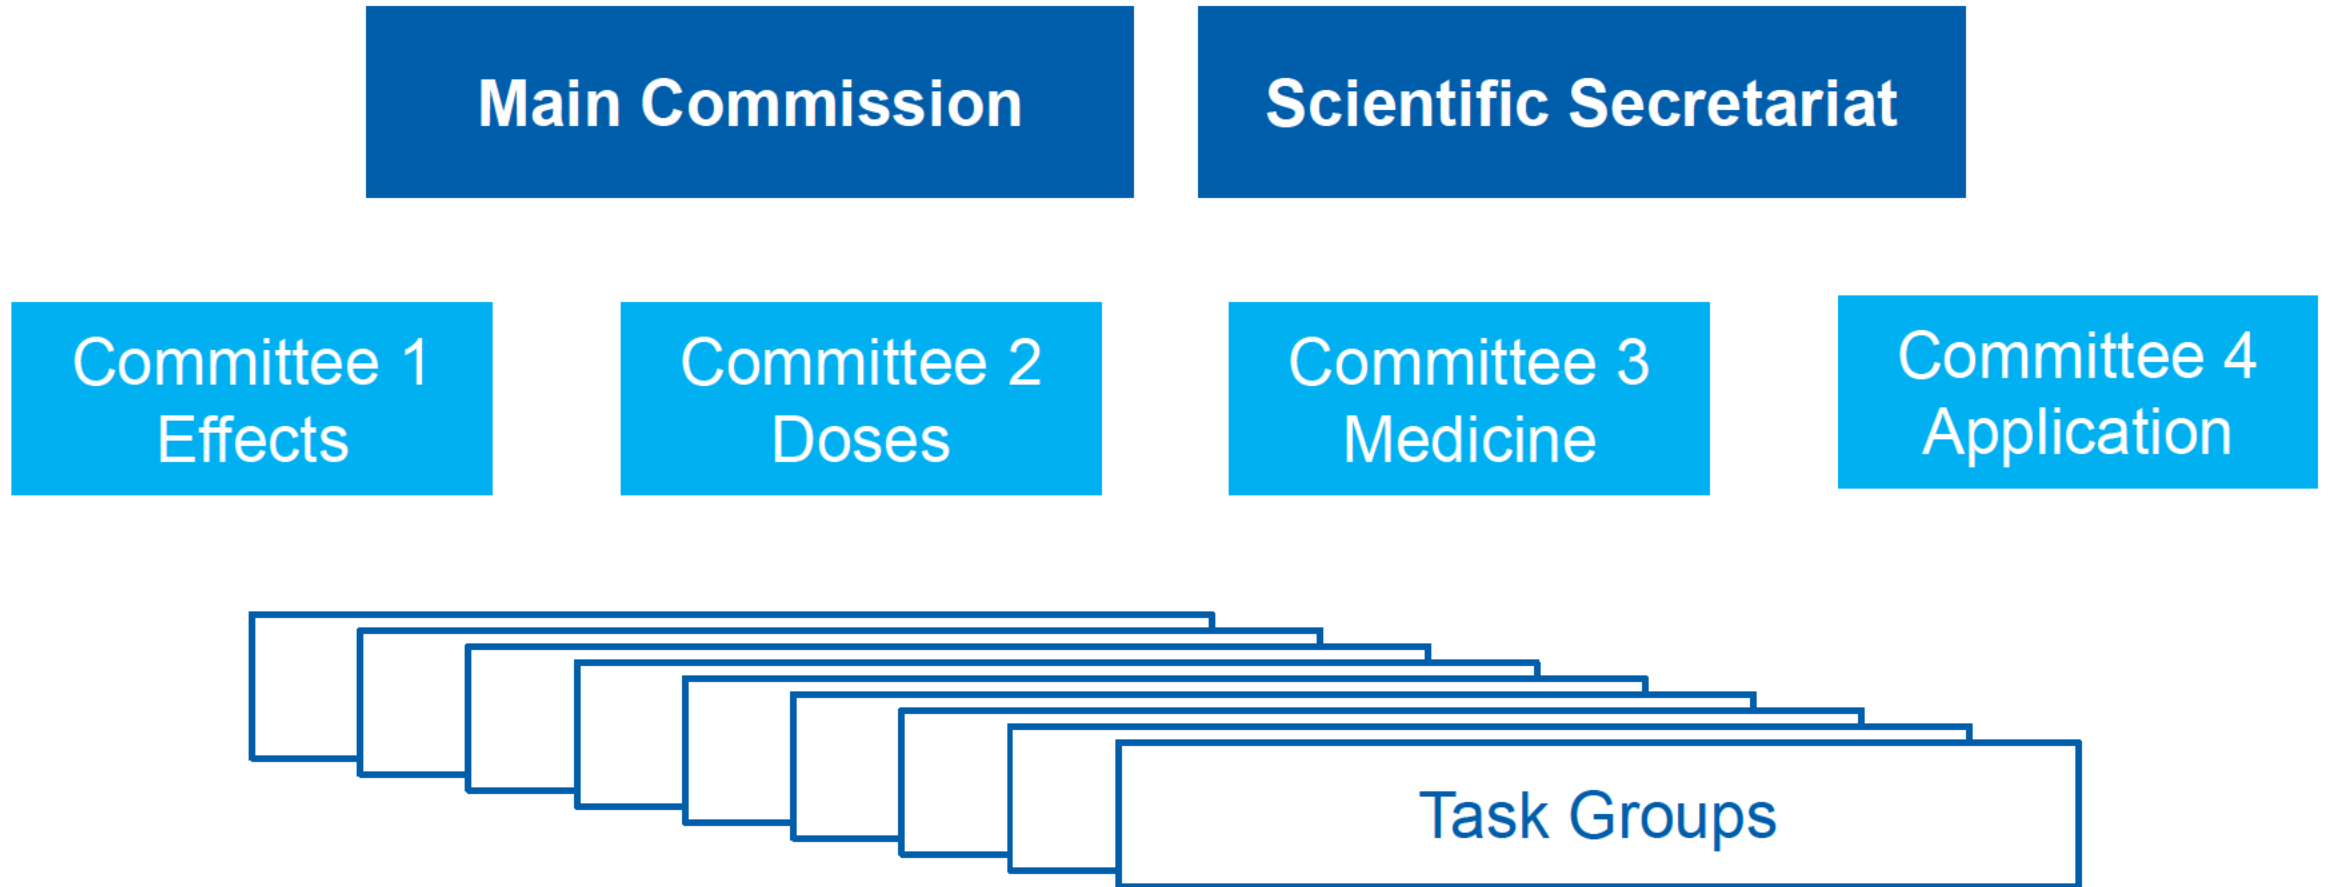 Main Commission
Scientific Secretariat
Committee 1
Effects
Committee 2
Doses
Committee 3
Medicine
Committee 4
Application
Task Groups